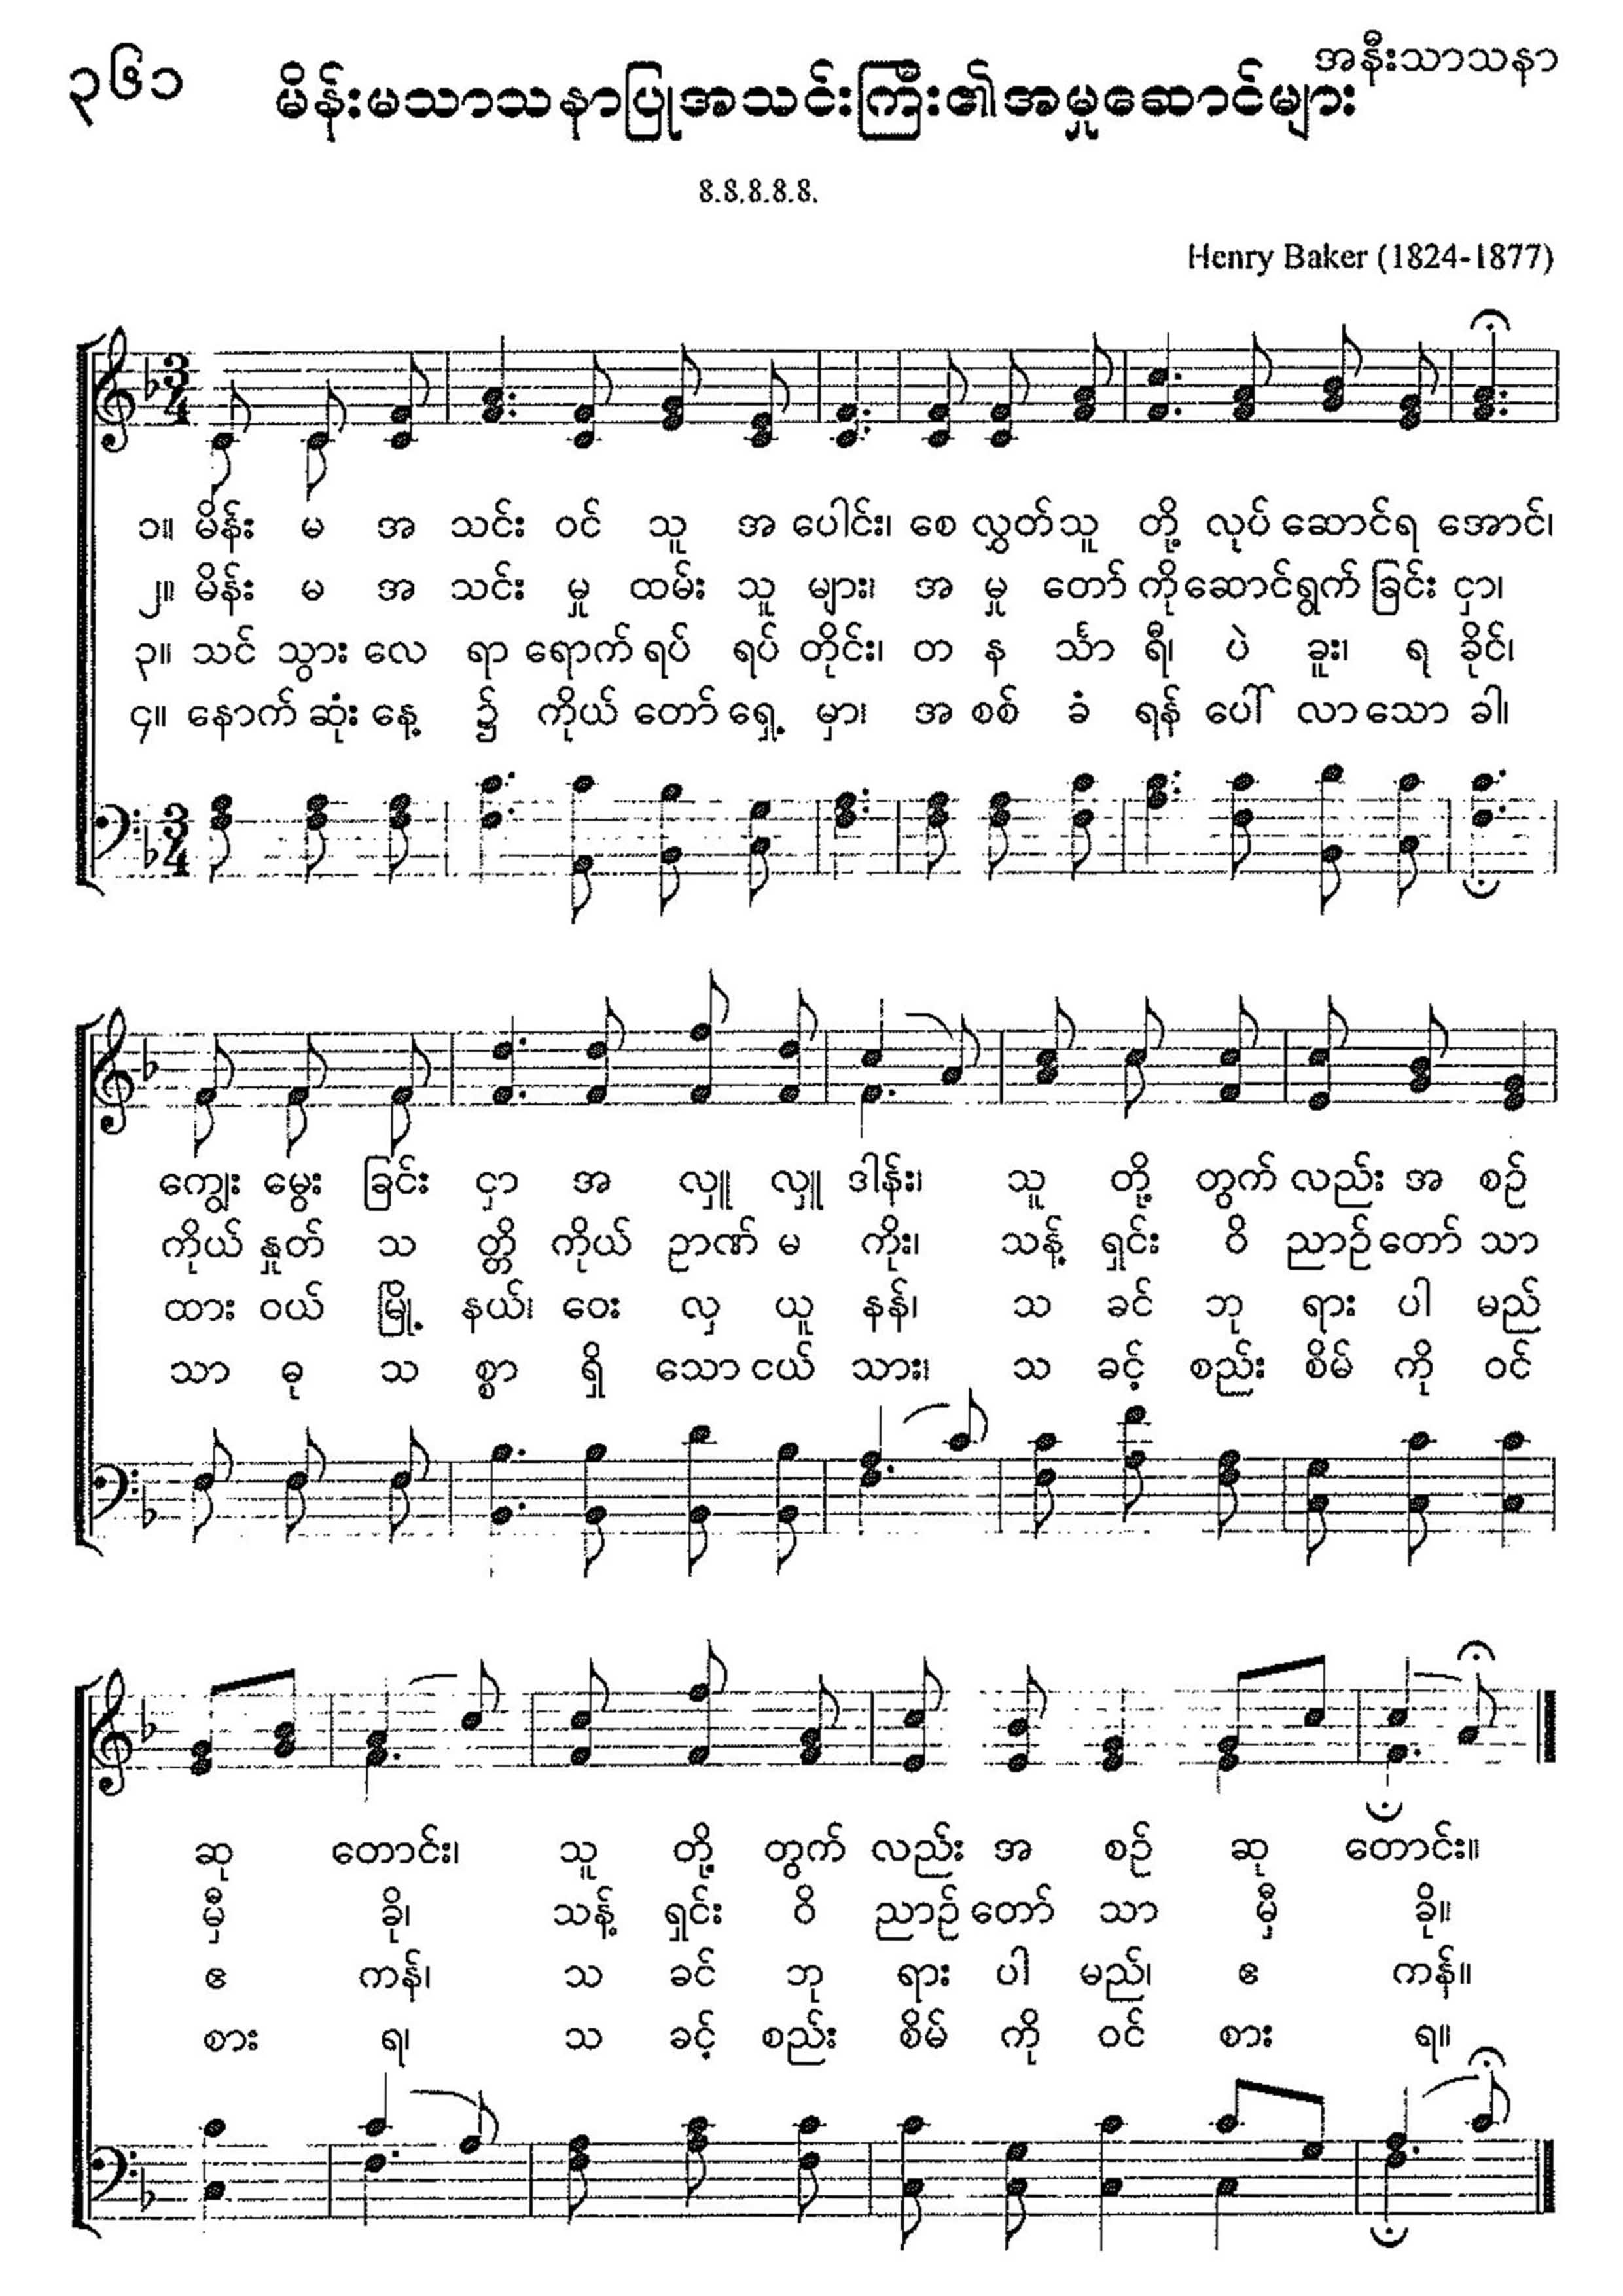 ၃၆၁
မိန်းမသာသနာပြုအသင်းကြီး၏အမှုဆောင်များ
အနီးသာသနာ
8.8.8.8.8.
Henry Baker (1824-1877)
၁။ မိန်း မ အ သင်း ဝင် သူ အ ပေါင်း၊ စေ လွှတ် သူ တို့ လုပ် ဆောင်ရ အောင်၊
၂။ မိန်း မ အ သင်း မှု ထမ်း သူ များ၊ အ မှု တော် ကို ဆောင်ရွက် ခြင်း ငှာ၊
၃။ သင် သွား လေ ရာ ရောက် ရပ် ရပ် တိုင်း၊ တ န င်္သာ ရီ၊ ပဲ ခူး၊ ရ ခိုင်၊
၄။ နောက် ဆုံး နေ့ ၌ ကိုယ် တော် ရှေ့ မှာ၊ အ စစ် ခံ ရန် ပေါ် လာ သော ခါ၊
3
4
3
4
ကျွေး မွေး ခြင်း ငှာ အ လှူ လှူ ဒါန်း၊ သူ တို့ တွက် လည်း အ စဉ်
ကိုယ် နှုတ် သ တ္တိ ကိုယ် ဉာဏ် မ ကိုး၊ သန့် ရှင်း ဝိ ညာဉ် တော် သာ
ထား ဝယ် မြို့ နယ်၊ ဝေး လှ ယူ နန်၊ သ ခင် ဘု ရား ပါ မည်
သာ ဓု သ စ္စာ ရှိ သော ငယ် သား၊ သ ခင့် စည်း စိမ် ကို ဝင်
ဆု တောင်း၊ သူ တို့ တွက် လည်း အ စဉ် ဆု တောင်း။
မှီ ခို၊ သန့် ရှင်း ဝိ ညာဉ် တော် သာ မှီ ခို။
ဧ ကန်၊ သ ခင် ဘု ရား ပါ မည်၊ ဧ ကန်။
စား ရ၊ သ ခင့် စည်း စိမ် ကို ဝင် စား ရ။